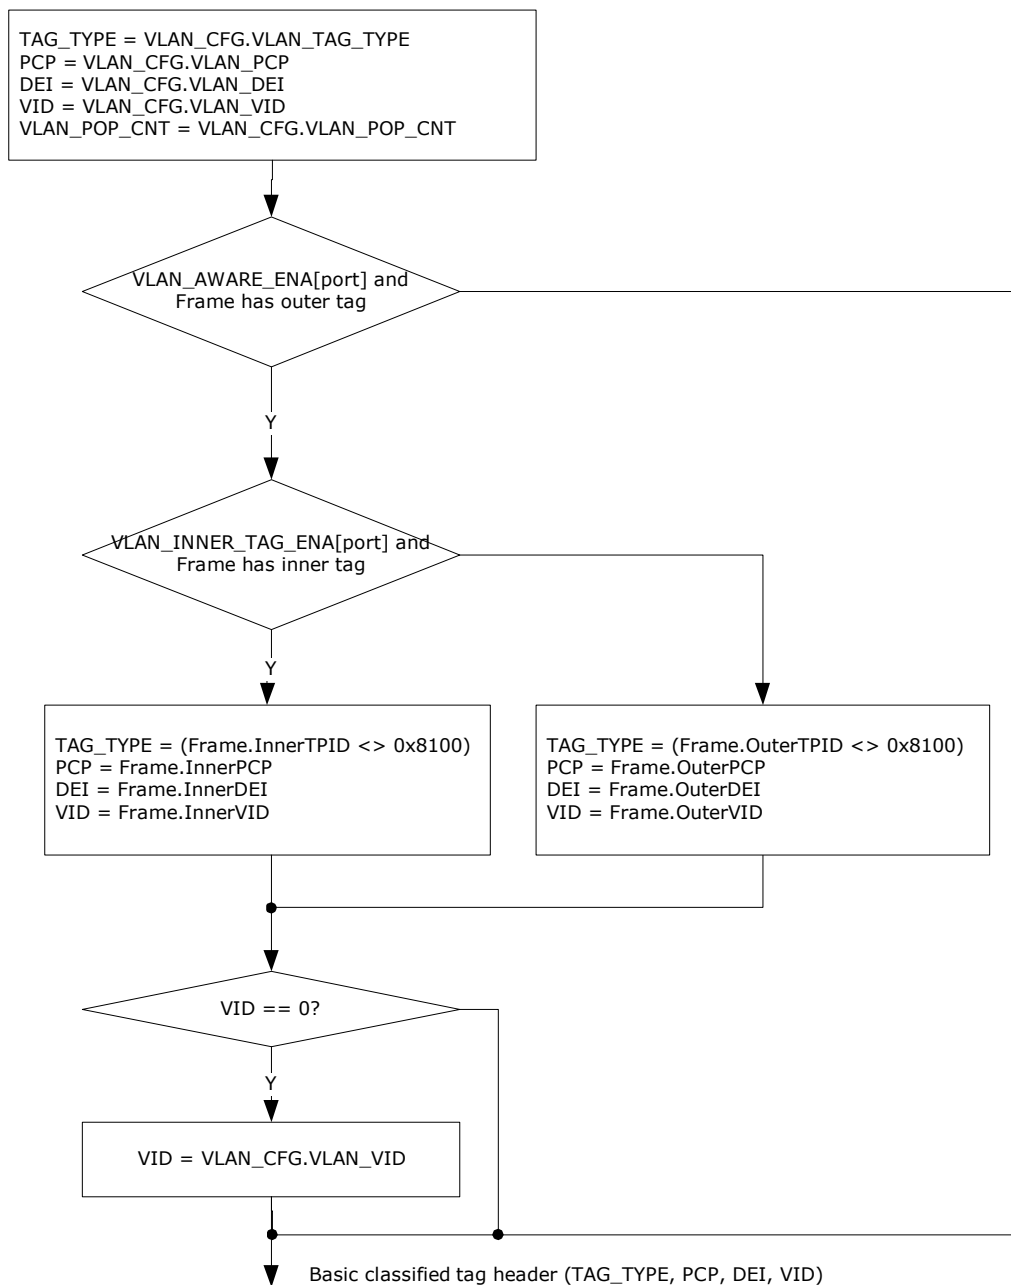 TAG_TYPE = VLAN_CFG.VLAN_TAG_TYPE
PCP = VLAN_CFG.VLAN_PCP
DEI = VLAN_CFG.VLAN_DEI
VID = VLAN_CFG.VLAN_VID
VLAN_POP_CNT = VLAN_CFG.VLAN_POP_CNT
VLAN_AWARE_ENA[port] and
Frame has outer tag
Y
VLAN_INNER_TAG_ENA[port] and
Frame has inner tag
Y
TAG_TYPE = (Frame.InnerTPID <> 0x8100)
PCP = Frame.InnerPCP
DEI = Frame.InnerDEI
VID = Frame.InnerVID
TAG_TYPE = (Frame.OuterTPID <> 0x8100)
PCP = Frame.OuterPCP
DEI = Frame.OuterDEI
VID = Frame.OuterVID
VID == 0?
Y
VID = VLAN_CFG.VLAN_VID
Basic classified tag header (TAG_TYPE, PCP, DEI, VID)